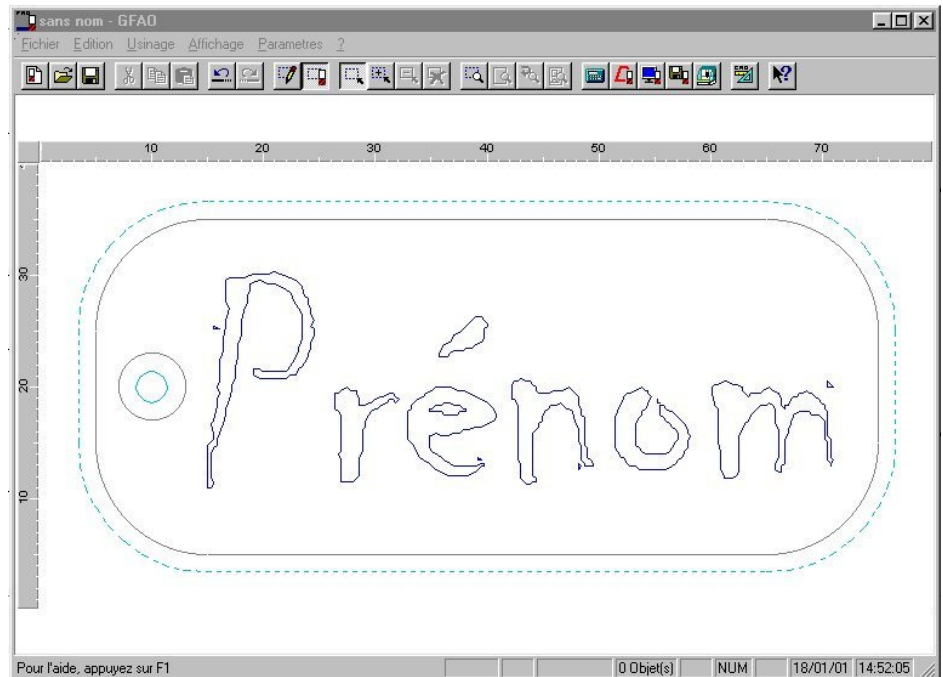 sans nom - GFAO
Fichier Edition Usinage Affichage Parametres ?
10 20 30 40 50 60 70
30
20
10
Prénom
Pour l'aide, appuyez sur F1 0 Objet(s) NUM 18/01/01 14:52:05